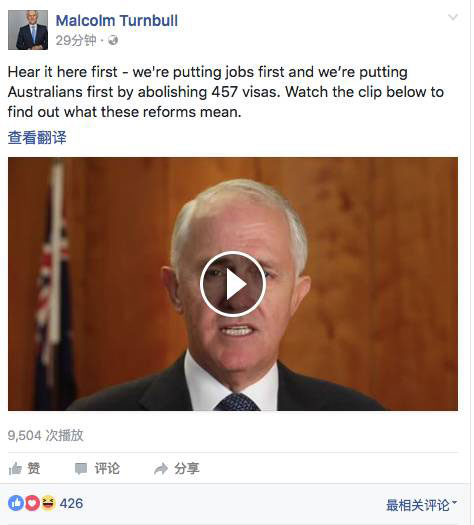 Malcolm Turnbull
29分钟 ·
Hear it here first - we're putting jobs first and we’re putting
Australians first by abolishing 457 visas. Watch the clip below to
find out what these reforms mean.
查看翻译
9,504 次播放
赞 评论 分享
426 最相关评论